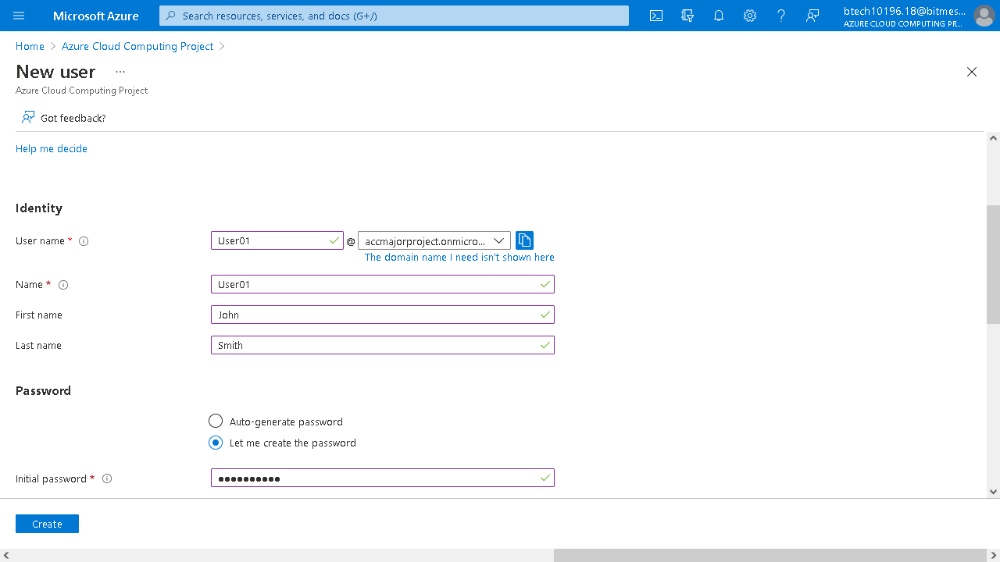 Microsoft Azure
Search resources, services, and docs (G+/)
btech10196.18@bitmes...
AZURE CLOUD COMPUTING PR...
Home > Azure Cloud Computing Project >
New user ...
Azure Cloud Computing Project
Got feedback?
Help me decide
Identity
User name * User01 @ accmajorproject.onmicro...
The domain name I need isn't shown here
Name * User01
First name John
Last name Smith
Password
Auto-generate password
Let me create the password
Initial password * ●●●●●●●●●●
Create